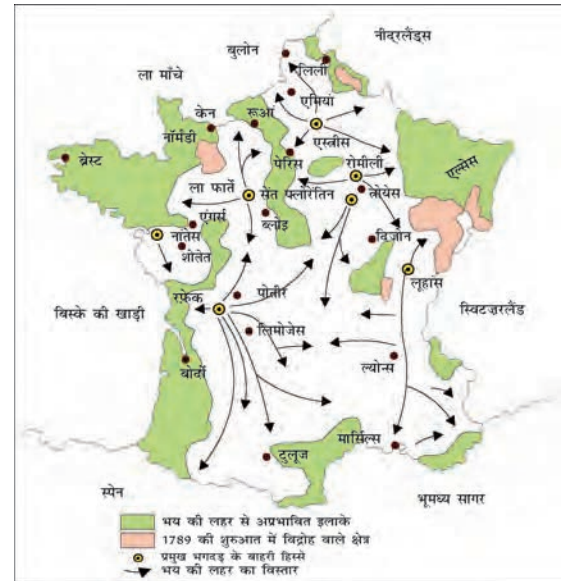 बुलोन
नीदरलैंड्स
लिली
ला मांचे
एमिया
केन
रूआं
नॉर्मंडी
एस्त्रीस
पेरिस
रोमीली
एल्सेस
ब्रेस्ट
ला फार्ते
सेंत फ्लोरेंतिन
त्रोयेस
एंगर्स
ब्लोइ
नांतेस
दिज़ोन
शोलेत
लूहांस
रफ़ेक
पोतीर
बिस्के की खाड़ी
स्विटज़रलैंड
लिमोजेस
बोर्दो
ल्योन्स
मार्सिल्स
टुलूज
स्पेन
भूमध्य सागर
भय की लहर से अप्रभावित इलाके
1789 की शुरुआत में विद्रोह वाले क्षेत्र
प्रमुख भगदड़ के बाहरी हिस्से
भय की लहर का विस्तार